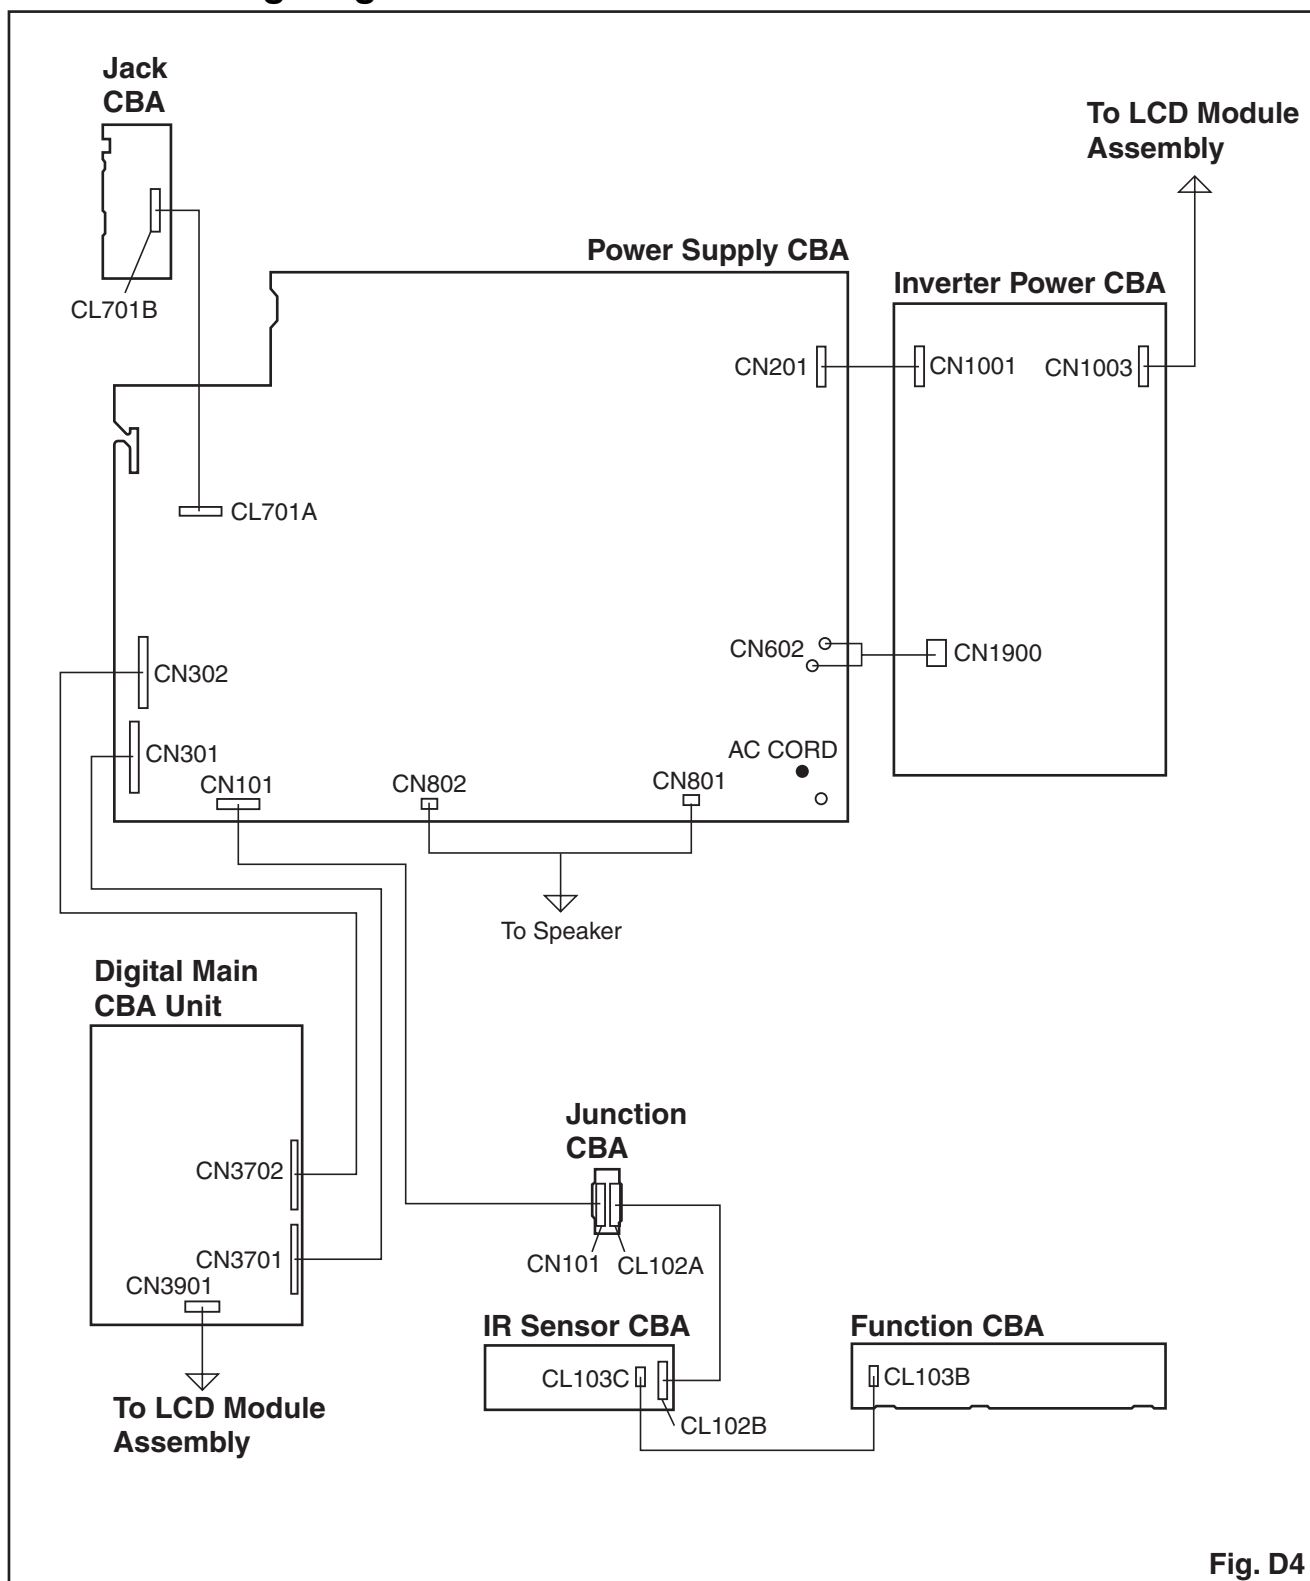 Jack
CBA
To LCD Module
Assembly
Power Supply CBA
Inverter Power CBA
CL701B
CN201
CN1001
CN1003
CL701A
CN602
CN1900
CN302
CN301
AC CORD
CN101
CN802
CN801
To Speaker
Digital Main
CBA Unit
Junction
CBA
CN3702
CN3701
CN101
CL102A
CN3901
IR Sensor CBA
Function CBA
CL103C
CL103B
To LCD Module
Assembly
CL102B
Fig. D4